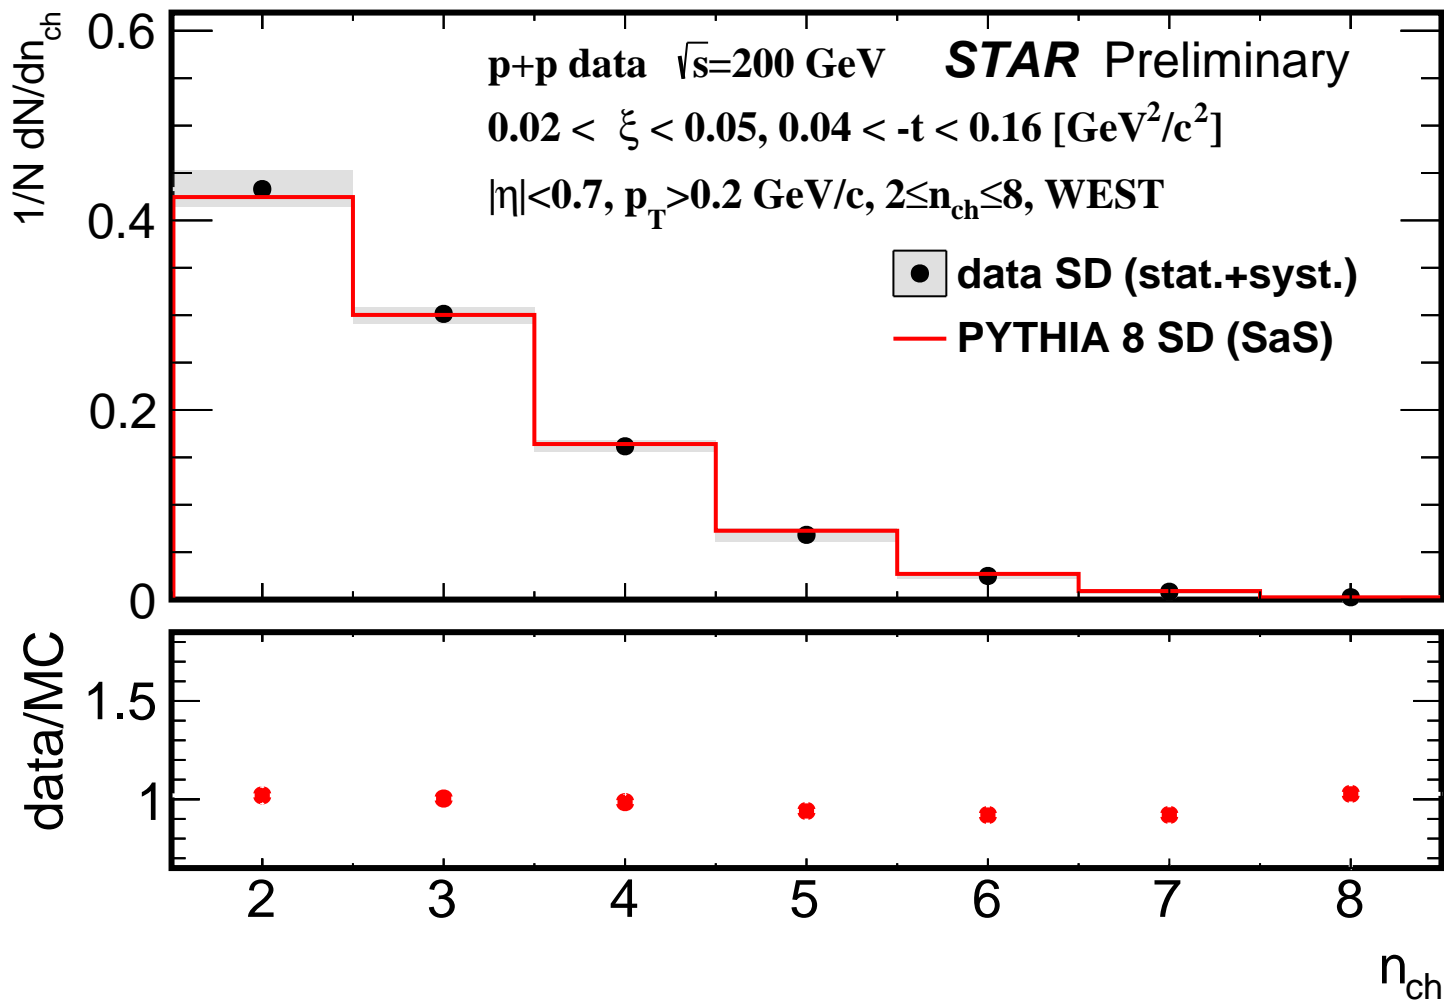 1/N dN/dn_ch
0.6
0.4
0.2
0
p+p data √s=200 GeV STAR Preliminary
0.02 < ξ < 0.05, 0.04 < -t < 0.16 [GeV²/c²]
|η|<0.7, p_T>0.2 GeV/c, 2≤n_ch≤8, WEST
data SD (stat.+syst.)
PYTHIA 8 SD (SaS)
data/MC
1.5
1
2 3 4 5 6 7 8
n_ch